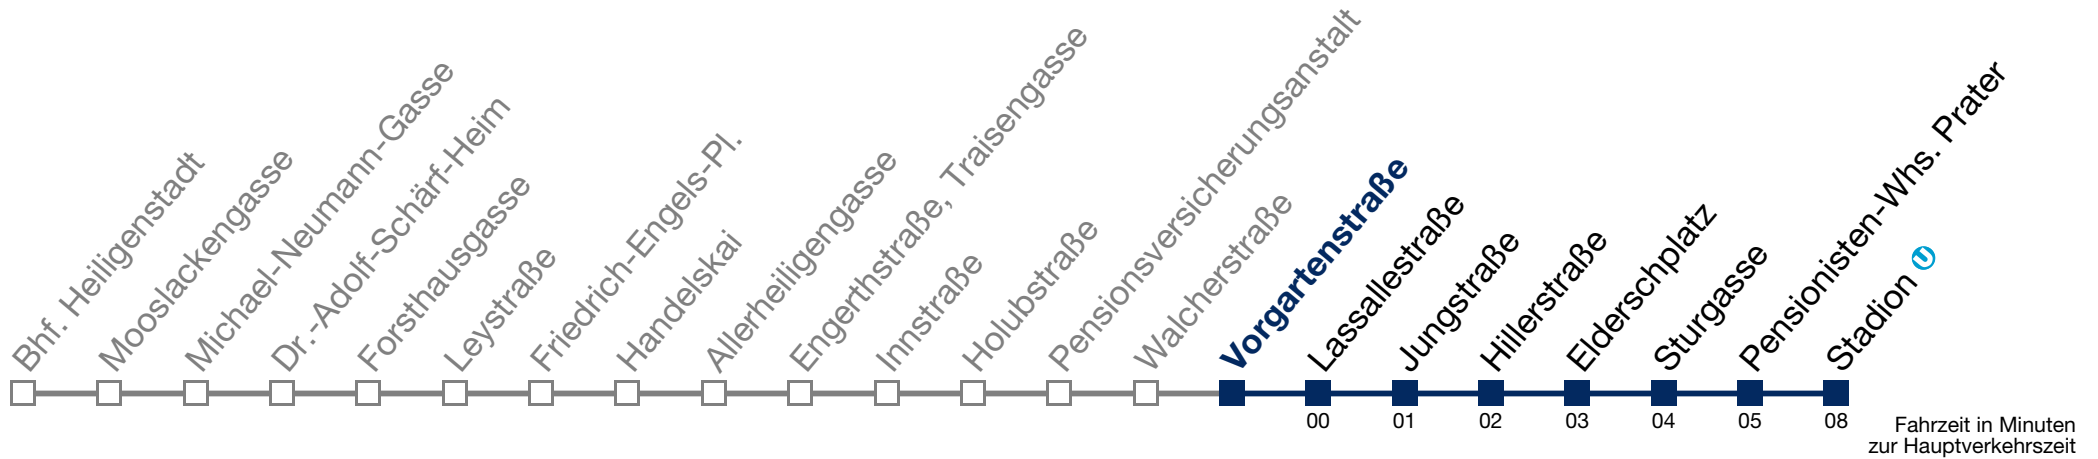 Bhf. Heiligenstadt
Mooslackengasse
Michael-Neumann-Gasse
Dr.-Adolf-Schärf-Heim
Forsthausgasse
Leystraße
Friedrich-Engels-Pl.
Handelskai
Allerheiligengasse
Engerthstraße, Traisengasse
Innstraße
Holubstraße
Pensionsversicherungsanstalt
Walcherstraße
Vorgartenstraße
Lassallestraße
Jungstraße
Hillerstraße
Elderschplatz
Sturgasse
Pensionisten-Whs. Prater
Stadion U
00 01 02 03 04 05 08
Fahrzeit in Minuten
zur Hauptverkehrszeit